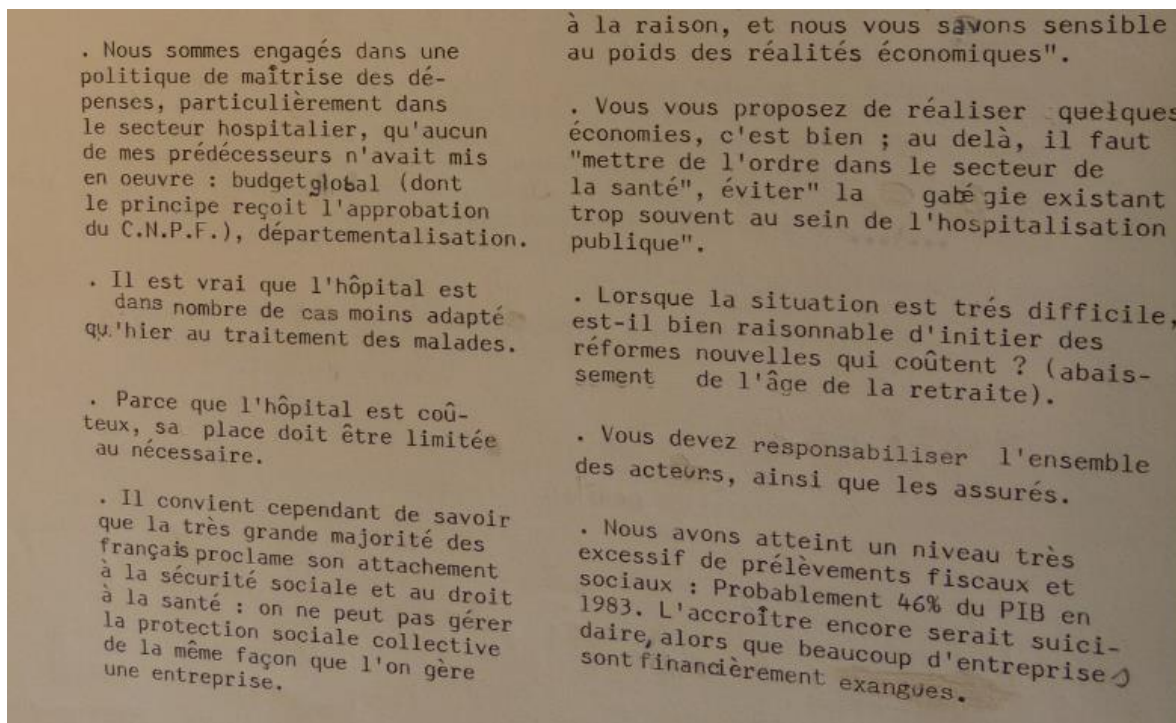 . Nous sommes engagés dans une
politique de maîtrise des dé-
penses, particulièrement dans
le secteur hospitalier, qu'aucun
de mes prédécesseurs n'avait mis
en oeuvre : budget global (dont
le principe reçoit l'approbation
du C.N.P.F.), départementalisation.
. Il est vrai que l'hôpital est
dans nombre de cas moins adapté
qu'hier au traitement des malades.
. Parce que l'hôpital est coû-
teux, sa place doit être limitée
au nécessaire.
. Il convient cependant de savoir
que la très grande majorité des
français proclame son attachement
à la sécurité sociale et au droit
à la santé : on ne peut pas gérer
la protection sociale collective
de la même façon que l'on gère
une entreprise.
à la raison, et nous vous savons sensible
au poids des réalités économiques".
. Vous vous proposez de réaliser quelques
économies, c'est bien ; au delà, il faut
"mettre de l'ordre dans le secteur de
la santé", éviter" la gabégie existant
trop souvent au sein de l'hospitalisation
publique".
. Lorsque la situation est trés difficile,
est-il bien raisonnable d'initier des
réformes nouvelles qui coûtent ? (abais-
sement de l'âge de la retraite).
. Vous devez responsabiliser l'ensemble
des acteurs, ainsi que les assurés.
. Nous avons atteint un niveau très
excessif de prélèvements fiscaux et
sociaux : Probablement 46% du PIB en
1983. L'accroître encore serait suici-
daire, alors que beaucoup d'entreprises
sont financièrement exangues.